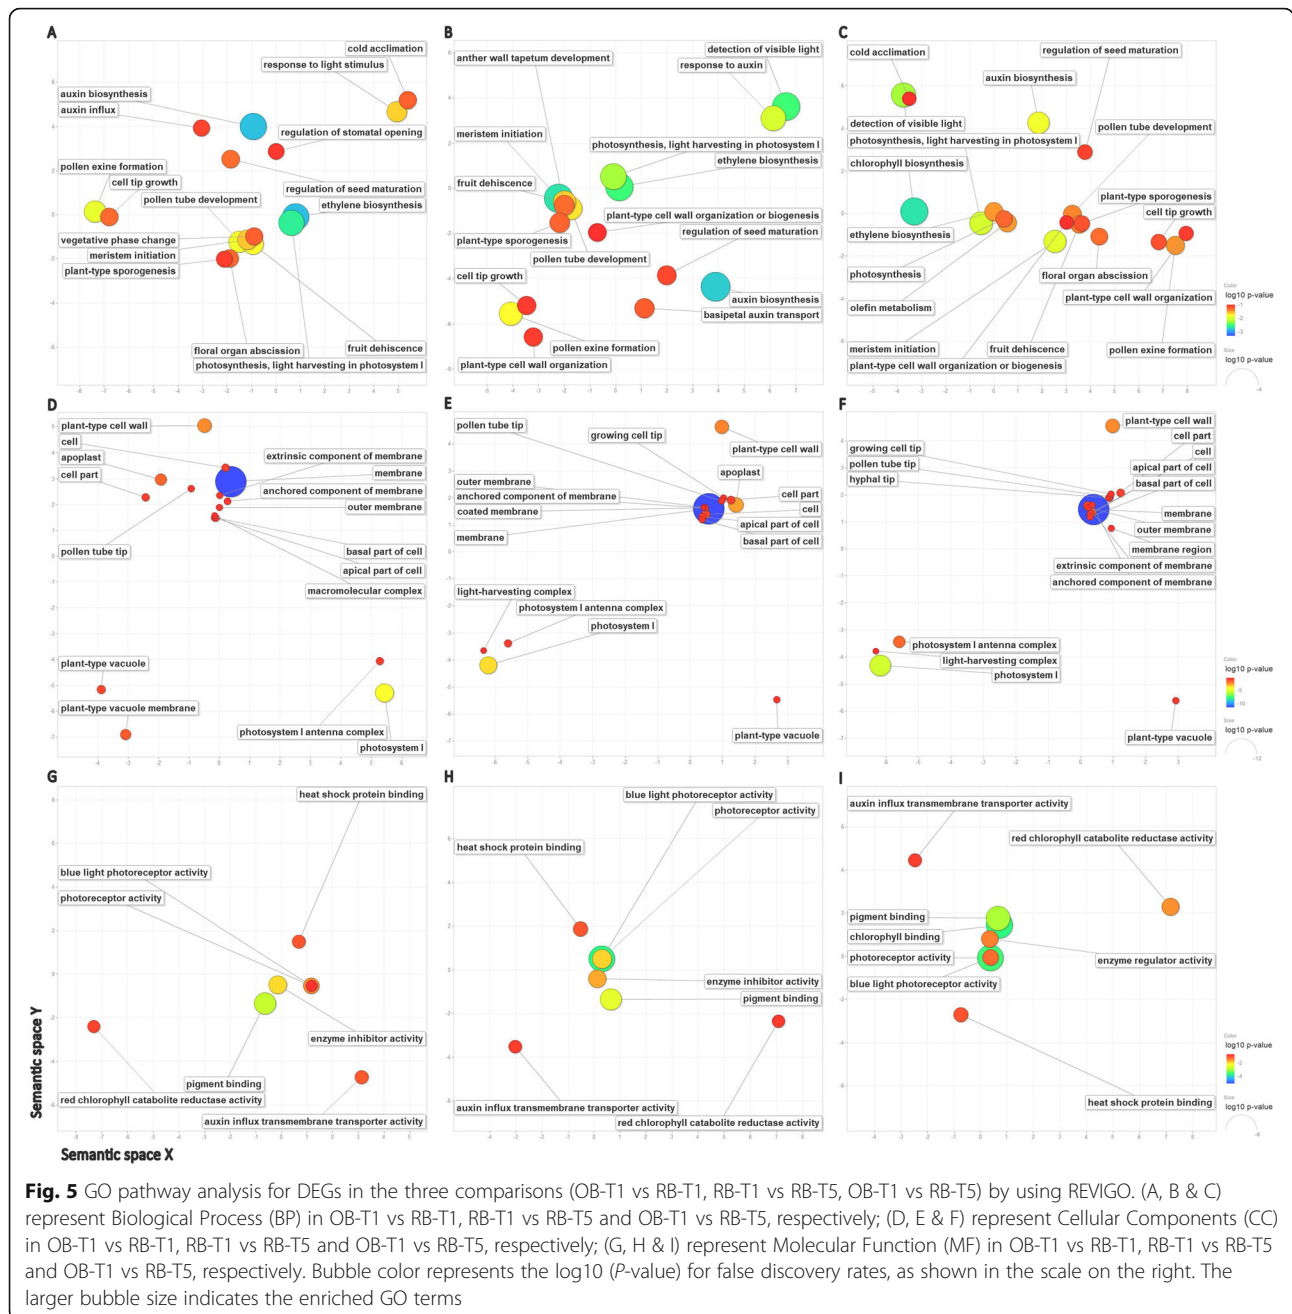 A
cold acclimation
response to light stimulus
auxin biosynthesis
auxin influx
regulation of stomatal opening
pollen exine formation
cell tip growth
pollen tube development
regulation of seed maturation
ethylene biosynthesis
vegetative phase change
meristem initiation
plant-type sporogenesis
floral organ abscission
fruit dehiscence
photosynthesis, light harvesting in photosystem I
B
detection of visible light
anther wall tapetum development
response to auxin
meristem initiation
photosynthesis, light harvesting in photosystem I
ethylene biosynthesis
fruit dehiscence
plant-type cell wall organization or biogenesis
regulation of seed maturation
plant-type sporogenesis
pollen tube development
cell tip growth
auxin biosynthesis
basipetal auxin transport
pollen exine formation
plant-type cell wall organization
C
cold acclimation
regulation of seed maturation
auxin biosynthesis
detection of visible light
pollen tube development
photosynthesis, light harvesting in photosystem I
chlorophyll biosynthesis
plant-type sporogenesis
cell tip growth
ethylene biosynthesis
photosynthesis
floral organ abscission
plant-type cell wall organization
olefin metabolism
meristem initiation
fruit dehiscence
pollen exine formation
plant-type cell wall organization or biogenesis
Color
log10 p-value
Size
log10 p-value
-4
D
plant-type cell wall
cell
apoplast
cell part
extrinsic component of membrane
membrane
anchored component of membrane
outer membrane
pollen tube tip
basal part of cell
apical part of cell
macromolecular complex
plant-type vacuole
plant-type vacuole membrane
photosystem I antenna complex
photosystem I
E
pollen tube tip
growing cell tip
plant-type cell wall
apoplast
outer membrane
anchored component of membrane
coated membrane
membrane
cell part
cell
apical part of cell
basal part of cell
light-harvesting complex
photosystem I antenna complex
photosystem I
plant-type vacuole
F
plant-type cell wall
cell part
growing cell tip
cell
pollen tube tip
apical part of cell
hyphal tip
basal part of cell
membrane
outer membrane
membrane region
extrinsic component of membrane
anchored component of membrane
photosystem I antenna complex
light-harvesting complex
photosystem I
plant-type vacuole
Color
log10 p-value
Size
log10 p-value
-12
G
heat shock protein binding
blue light photoreceptor activity
photoreceptor activity
enzyme inhibitor activity
pigment binding
red chlorophyll catabolite reductase activity
auxin influx transmembrane transporter activity
H
blue light photoreceptor activity
photoreceptor activity
heat shock protein binding
enzyme inhibitor activity
pigment binding
auxin influx transmembrane transporter activity
red chlorophyll catabolite reductase activity
I
auxin influx transmembrane transporter activity
red chlorophyll catabolite reductase activity
pigment binding
chlorophyll binding
photoreceptor activity
enzyme regulator activity
blue light photoreceptor activity
heat shock protein binding
Color
log10 p-value
Size
log10 p-value
-6
Semantic space Y
Semantic space X
Fig. 5 GO pathway analysis for DEGs in the three comparisons (OB-T1 vs RB-T1, RB-T1 vs RB-T5, OB-T1 vs RB-T5) by using REVIGO. (A, B & C)
represent Biological Process (BP) in OB-T1 vs RB-T1, RB-T1 vs RB-T5 and OB-T1 vs RB-T5, respectively; (D, E & F) represent Cellular Components (CC)
in OB-T1 vs RB-T1, RB-T1 vs RB-T5 and OB-T1 vs RB-T5, respectively; (G, H & I) represent Molecular Function (MF) in OB-T1 vs RB-T1, RB-T1 vs RB-T5
and OB-T1 vs RB-T5, respectively. Bubble color represents the log10 (P-value) for false discovery rates, as shown in the scale on the right. The
larger bubble size indicates the enriched GO terms